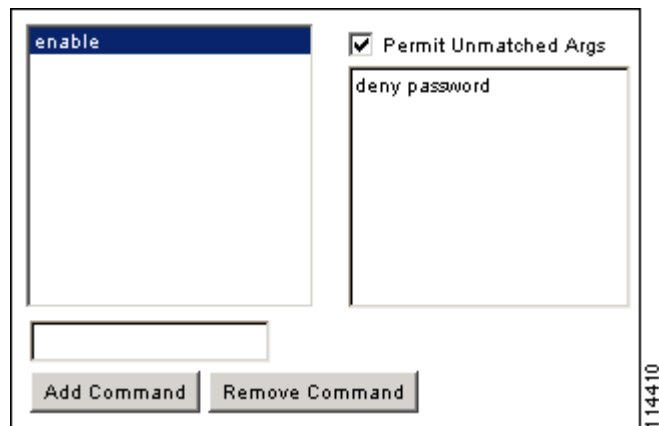 enable
Permit Unmatched Args
deny password
Add Command
Remove Command
114410